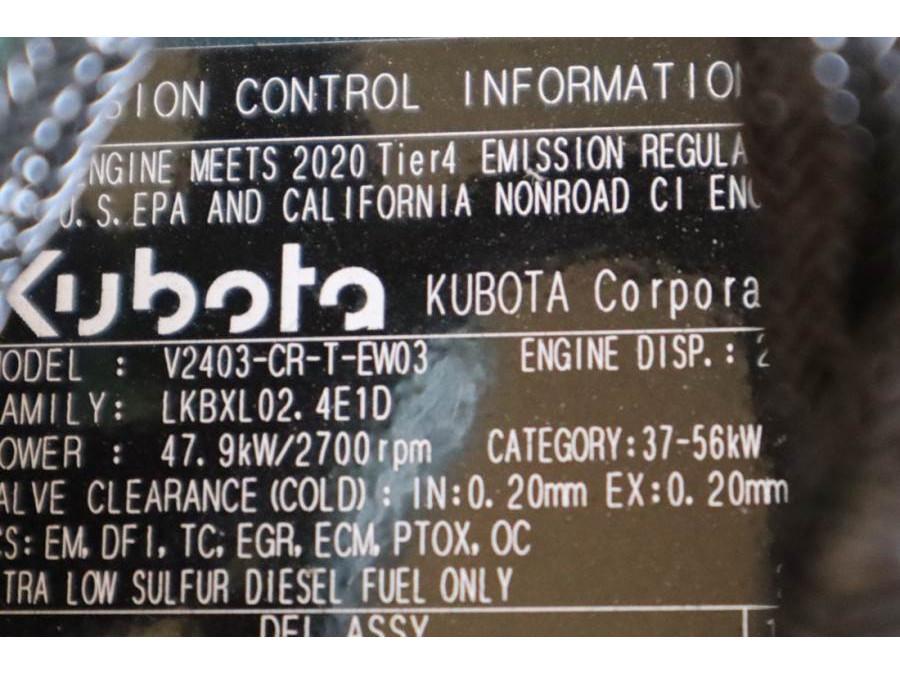 SION CONTROL INFORMATIO
NGINE MEETS 2020 Tier4 EMISSION REGULA
U.S.EPA AND CALIFORNIA NONROAD CI EN
Kubota KUBOTA Corpora
ODEL : V2403-CR-T-EW03 ENGINE DISP.: 2
AMILY: LKBXL02.4E1D
OWER : 47.9kW/2700rpm CATEGORY:37-56kW
ALVE CLEARANCE (COLD): IN:0.20mm EX:0.20mm
S: EM, DFI, TC, EGR, ECM, PTOX, OC
TRA LOW SULFUR DIESEL FUEL ONLY
ASSY